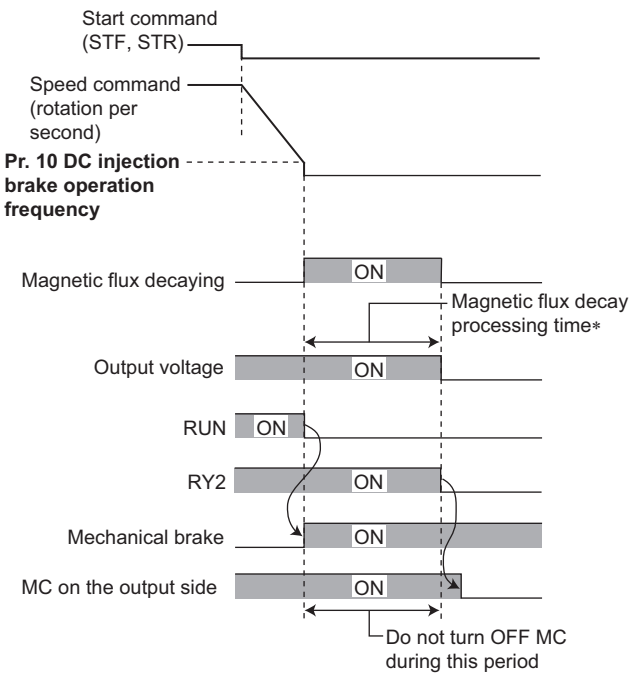 Start command
(STF, STR)
Speed command
(rotation per
second)
Pr. 10 DC injection
brake operation
frequency
Magnetic flux decaying
ON
Magnetic flux decay
processing time*
Output voltage
ON
RUN
ON
RY2
ON
Mechanical brake
ON
MC on the output side
ON
Do not turn OFF MC
during this period